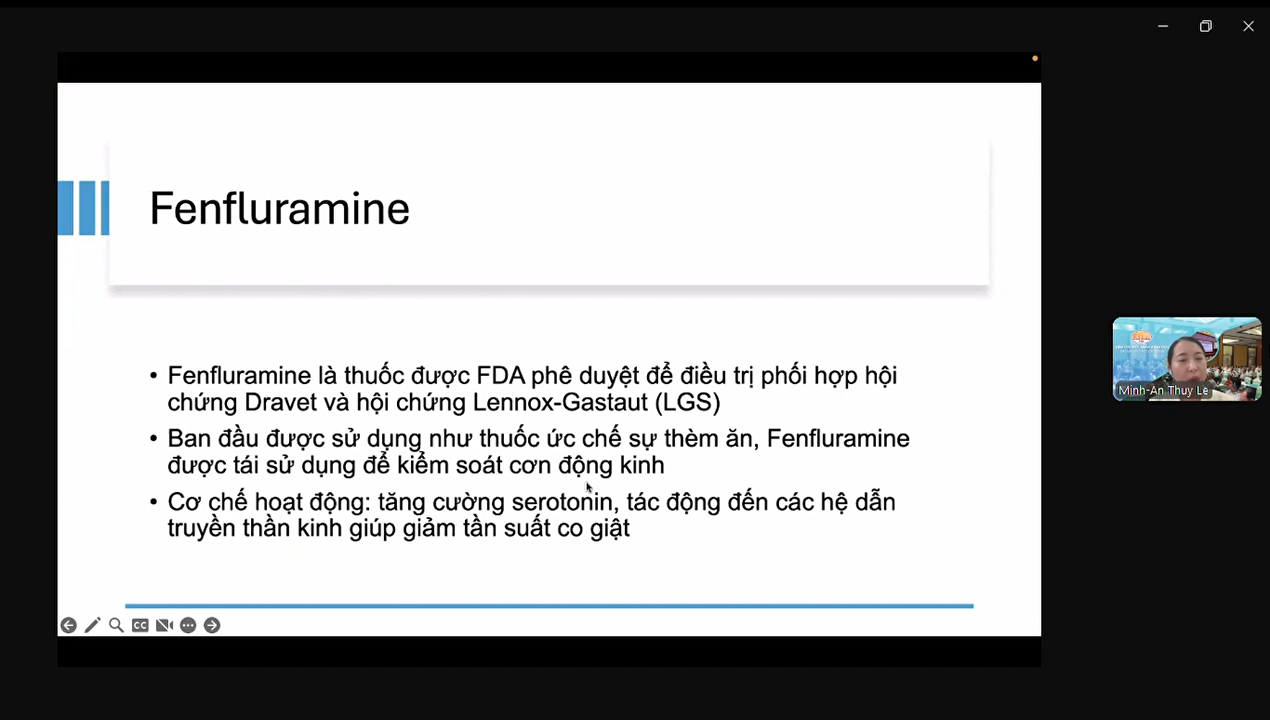 Fenfluramine
• Fenfluramine là thuốc được FDA phê duyệt để điều trị phối hợp hội
chứng Dravet và hội chứng Lennox-Gastaut (LGS)
• Ban đầu được sử dụng như thuốc ức chế sự thèm ăn, Fenfluramine
được tái sử dụng để kiểm soát cơn động kinh
• Cơ chế hoạt động: tăng cường serotonin, tác động đến các hệ dẫn
truyền thần kinh giúp giảm tần suất co giật
CC
Minh-An Thuy Le